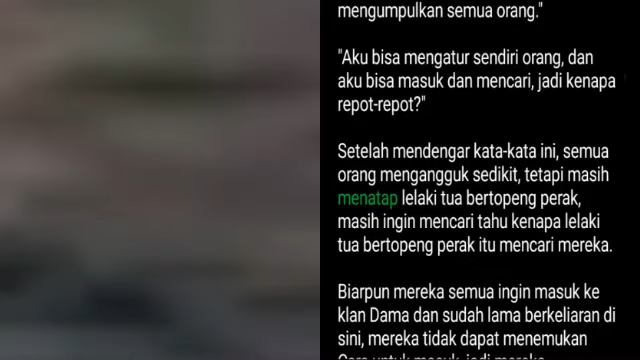 mengumpulkan semua orang."
"Aku bisa mengatur sendiri orang, dan
aku bisa masuk dan mencari, jadi kenapa
repot-repot?"
Setelah mendengar kata-kata ini, semua
orang mengangguk sedikit, tetapi masih
menatap lelaki tua bertopeng perak,
masih ingin mencari tahu kenapa lelaki
tua bertopeng perak itu mencari mereka.
Biarpun mereka semua ingin masuk ke
klan Dama dan sudah lama berkeliaran di
sini, mereka tidak dapat menemukan